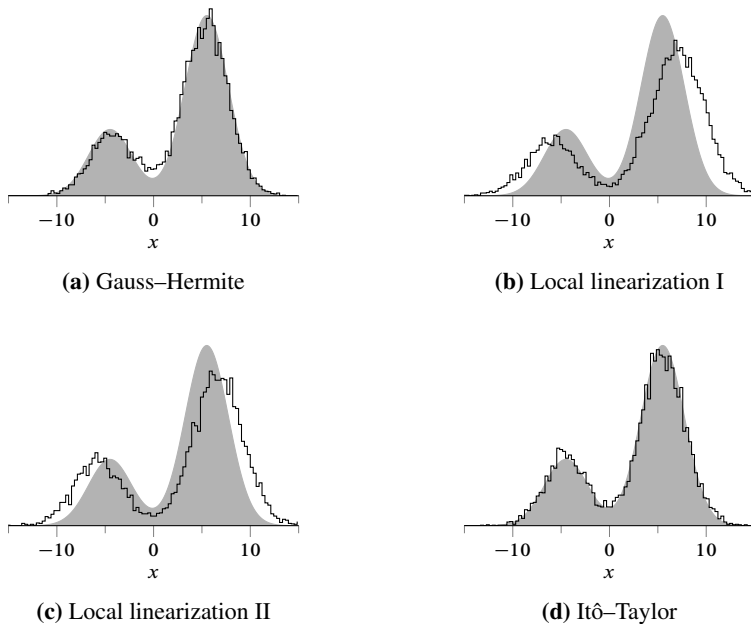 −10 0 10
x
(a) Gauss–Hermite
−10 0 10
x
(b) Local linearization I
−10 0 10
x
(c) Local linearization II
−10 0 10
x
(d) Itô–Taylor